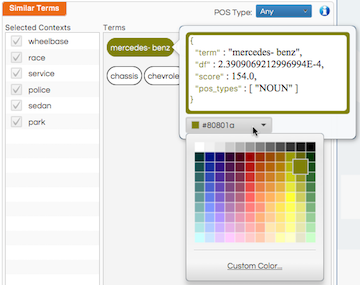 Similar Terms
POS Type: Any
Selected Contexts
Terms
wheelbase
race
service
police
sedan
park
mercedes- benz
chassis
chevrole
{
"term" : "mercedes- benz",
"df" : 2.3909069212996994E-4,
"score" : 154.0,
"pos_types" : [ "NOUN" ]
}
#80801a
Custom Color...